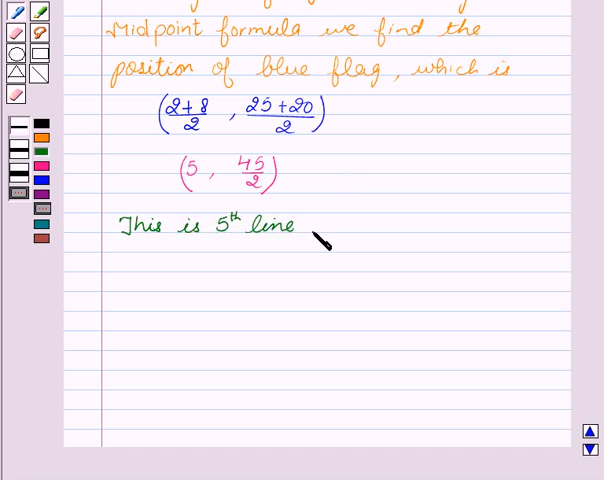 Midpoint formula we find the
position of blue flag, which is
(2+8/2, 25+20/2)
(5, 45/2)
This is 5th line